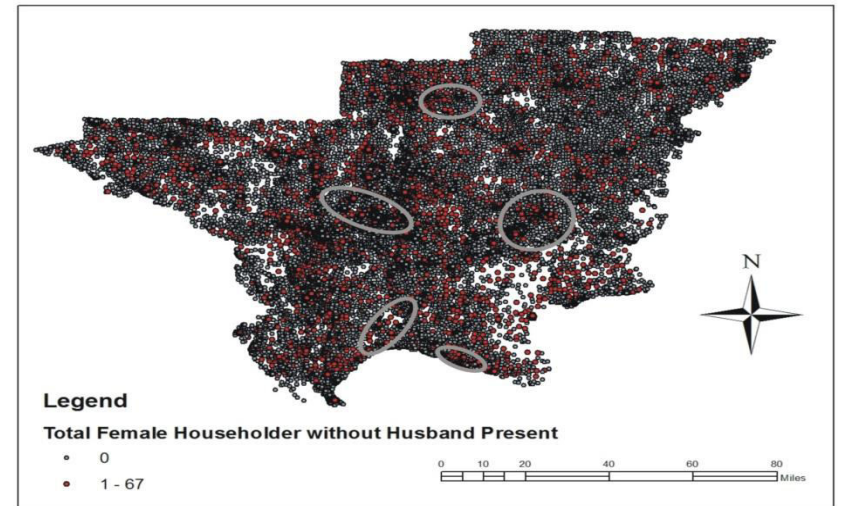 N
Legend
Total Female Householder without Husband Present
0
1 - 67
0 10 20 40 60 80
Miles